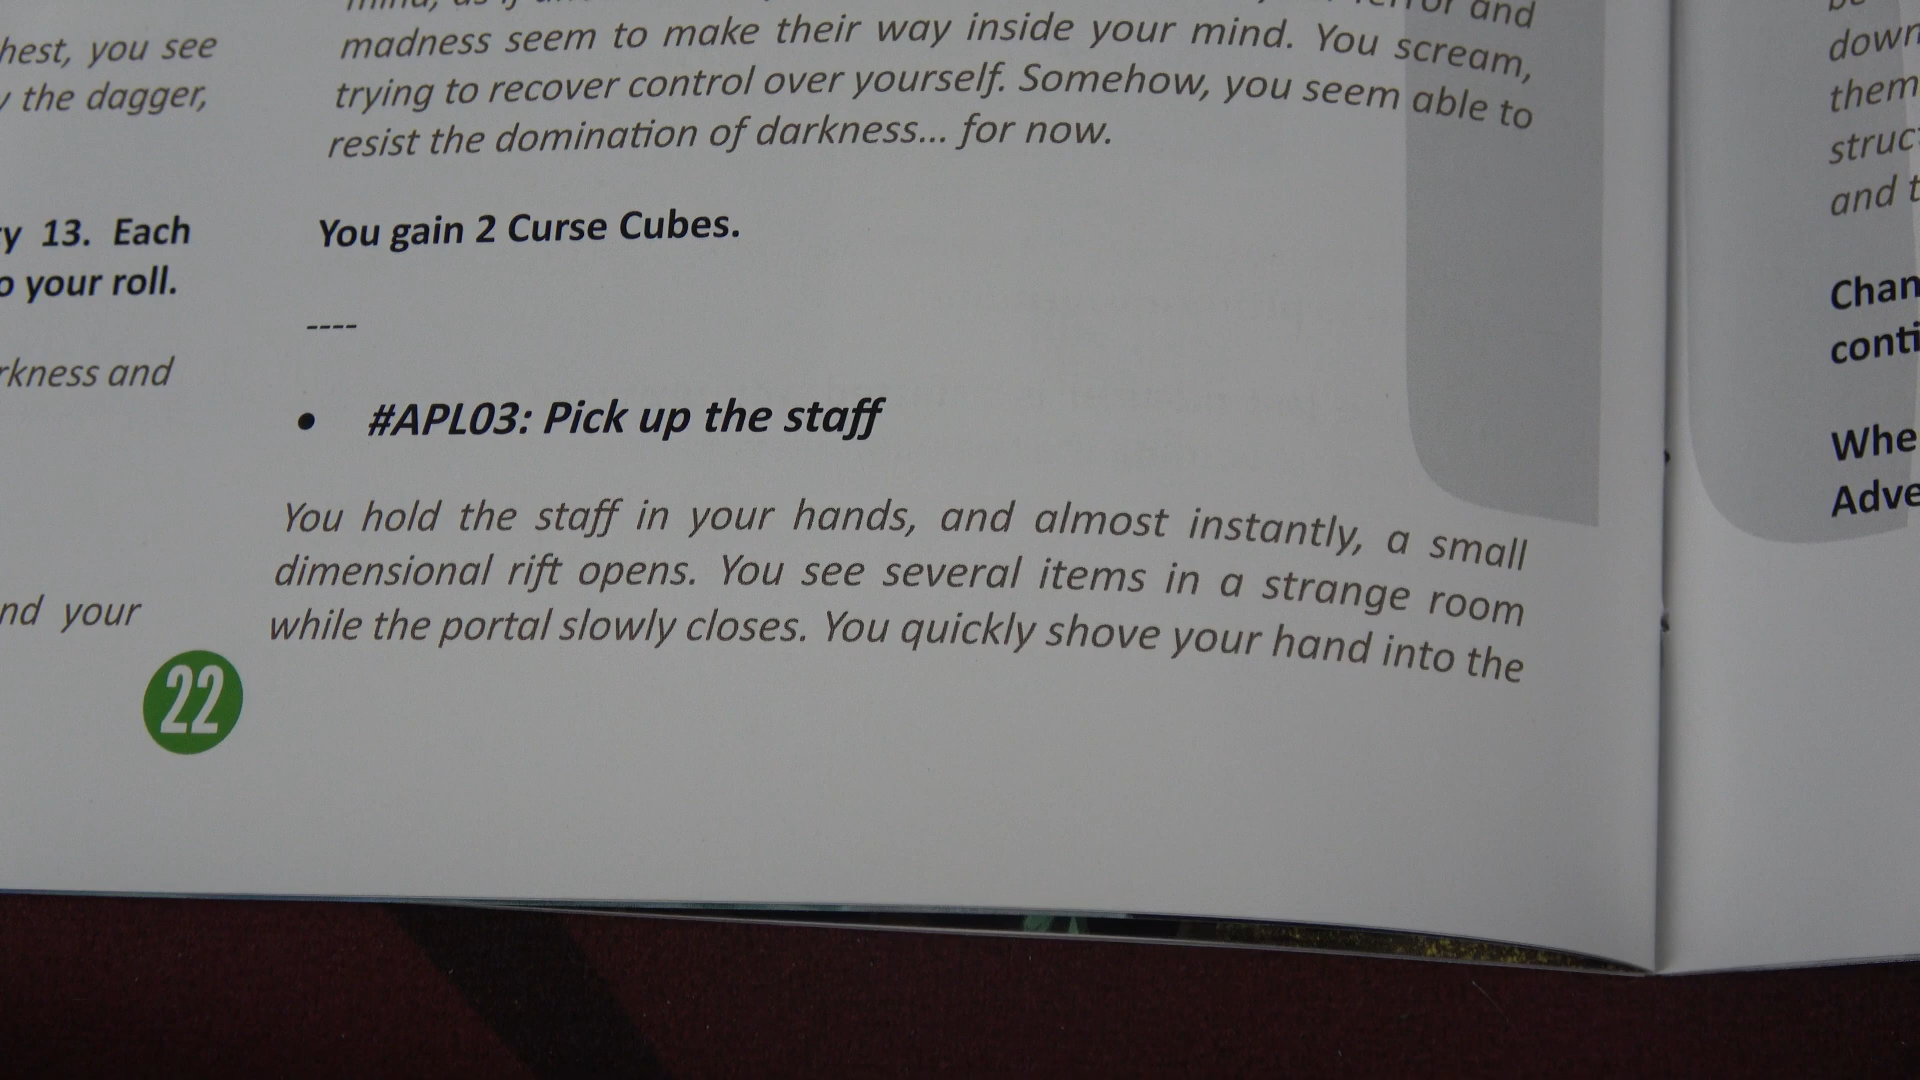 hest, you see
the dagger,
y 13. Each
o your roll.
rkness and
nd your
22
and
madness seem to make their way inside your mind. You scream,
trying to recover control over yourself. Somehow, you seem able to
resist the domination of darkness... for now.
You gain 2 Curse Cubes.
----
• #APL03: Pick up the staff
You hold the staff in your hands, and almost instantly, a small
dimensional rift opens. You see several items in a strange room
while the portal slowly closes. You quickly shove your hand into the
down
them
struc
and t
Chan
conti
Whe
Adve